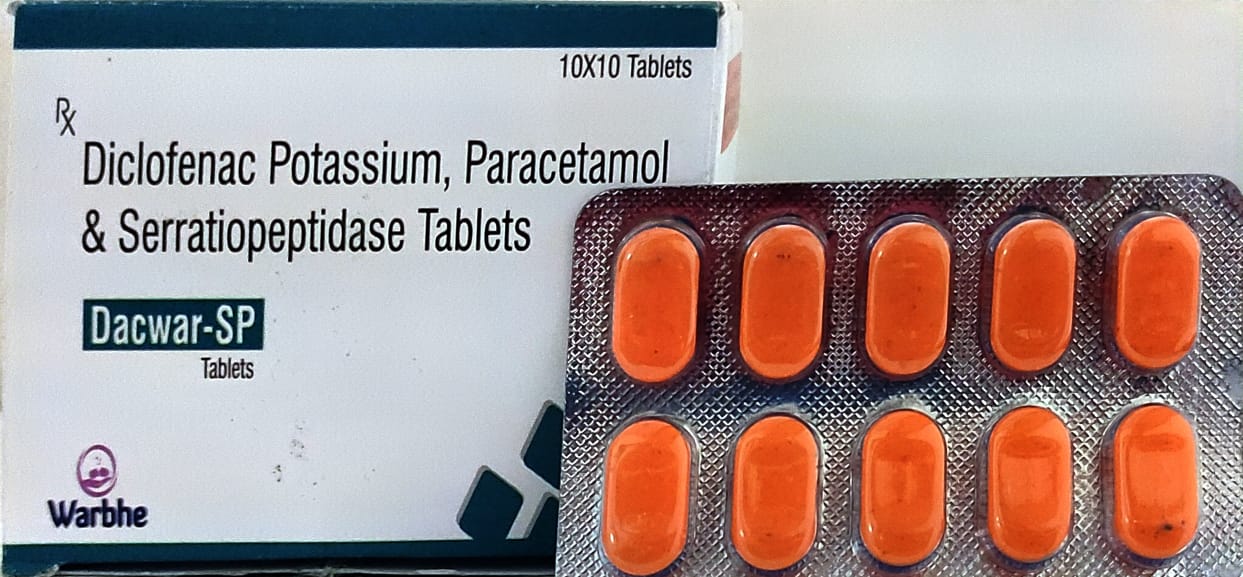 10X10 Tablets
Rx
Diclofenac Potassium, Paracetamol
& Serratiopeptidase Tablets
Dacwar-SP
Tablets
Warbhe